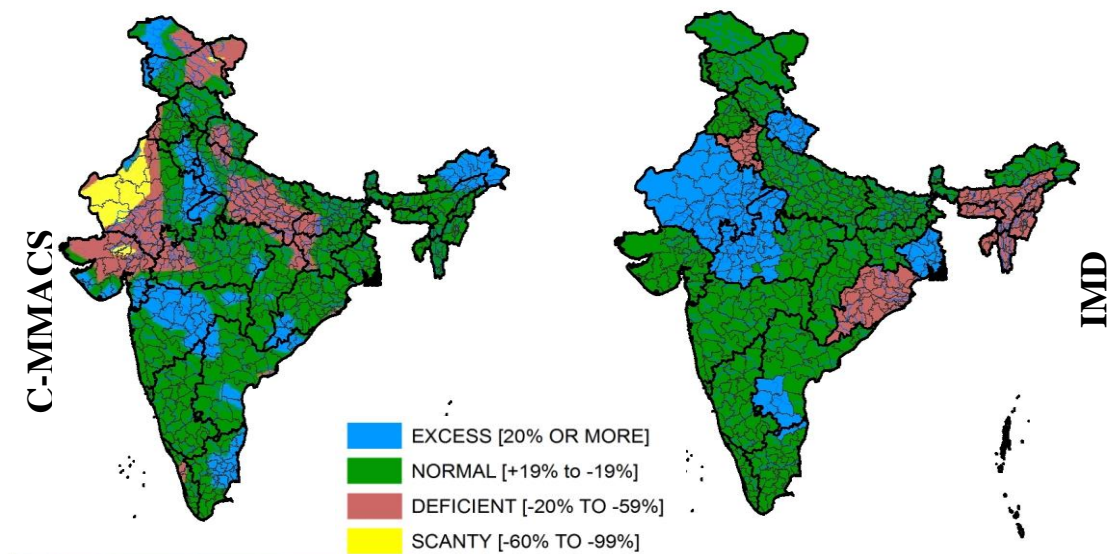 C-MMACS
IMD
EXCESS [20% OR MORE]
NORMAL [+19% to -19%]
DEFICIENT [-20% TO -59%]
SCANTY [-60% TO -99%]